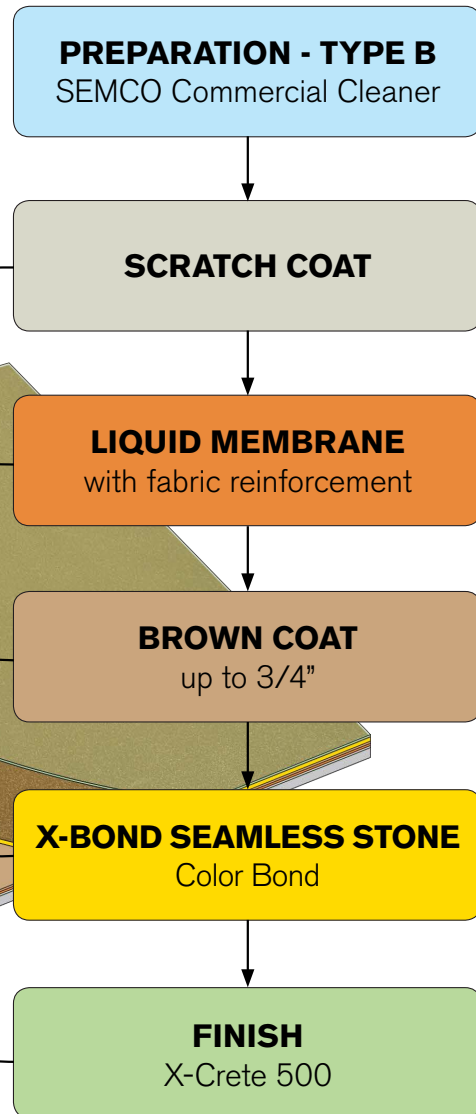 PREPARATION - TYPE B
SEMCO Commercial Cleaner
SCRATCH COAT
LIQUID MEMBRANE
with fabric reinforcement
BROWN COAT
up to 3/4”
X-BOND SEAMLESS STONE
Color Bond
FINISH
X-Crete 500